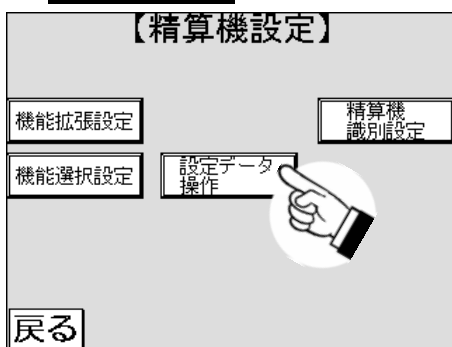 【精算機設定】
機能拡張設定
精算機
識別設定
機能選択設定
設定データ
操作
戻る